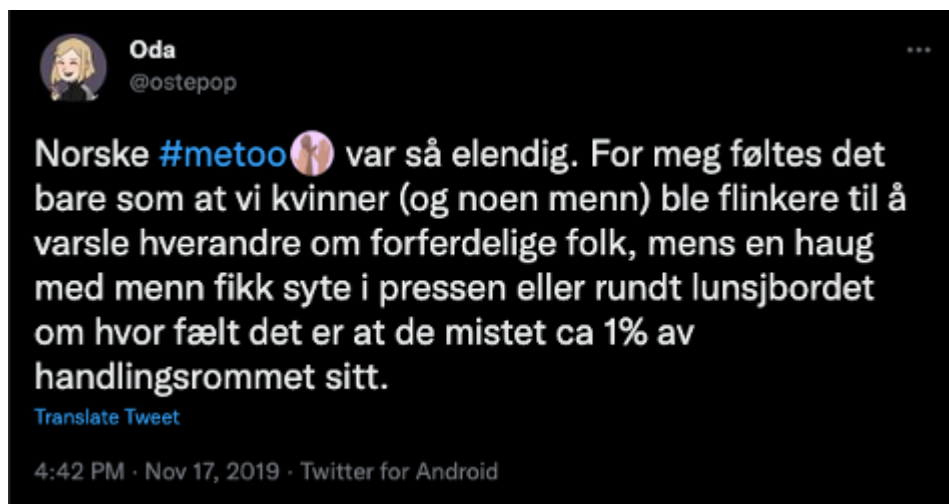 Oda
@ostepop
Norske #metoo var så elendig. For meg føltes det
bare som at vi kvinner (og noen menn) ble flinkere til å
varsle hverandre om forferdelige folk, mens en haug
med menn fikk syte i pressen eller rundt lunsjbordet
om hvor fælt det er at de mistet ca 1% av
handlingsrommet sitt.
Translate Tweet
4:42 PM · Nov 17, 2019 · Twitter for Android